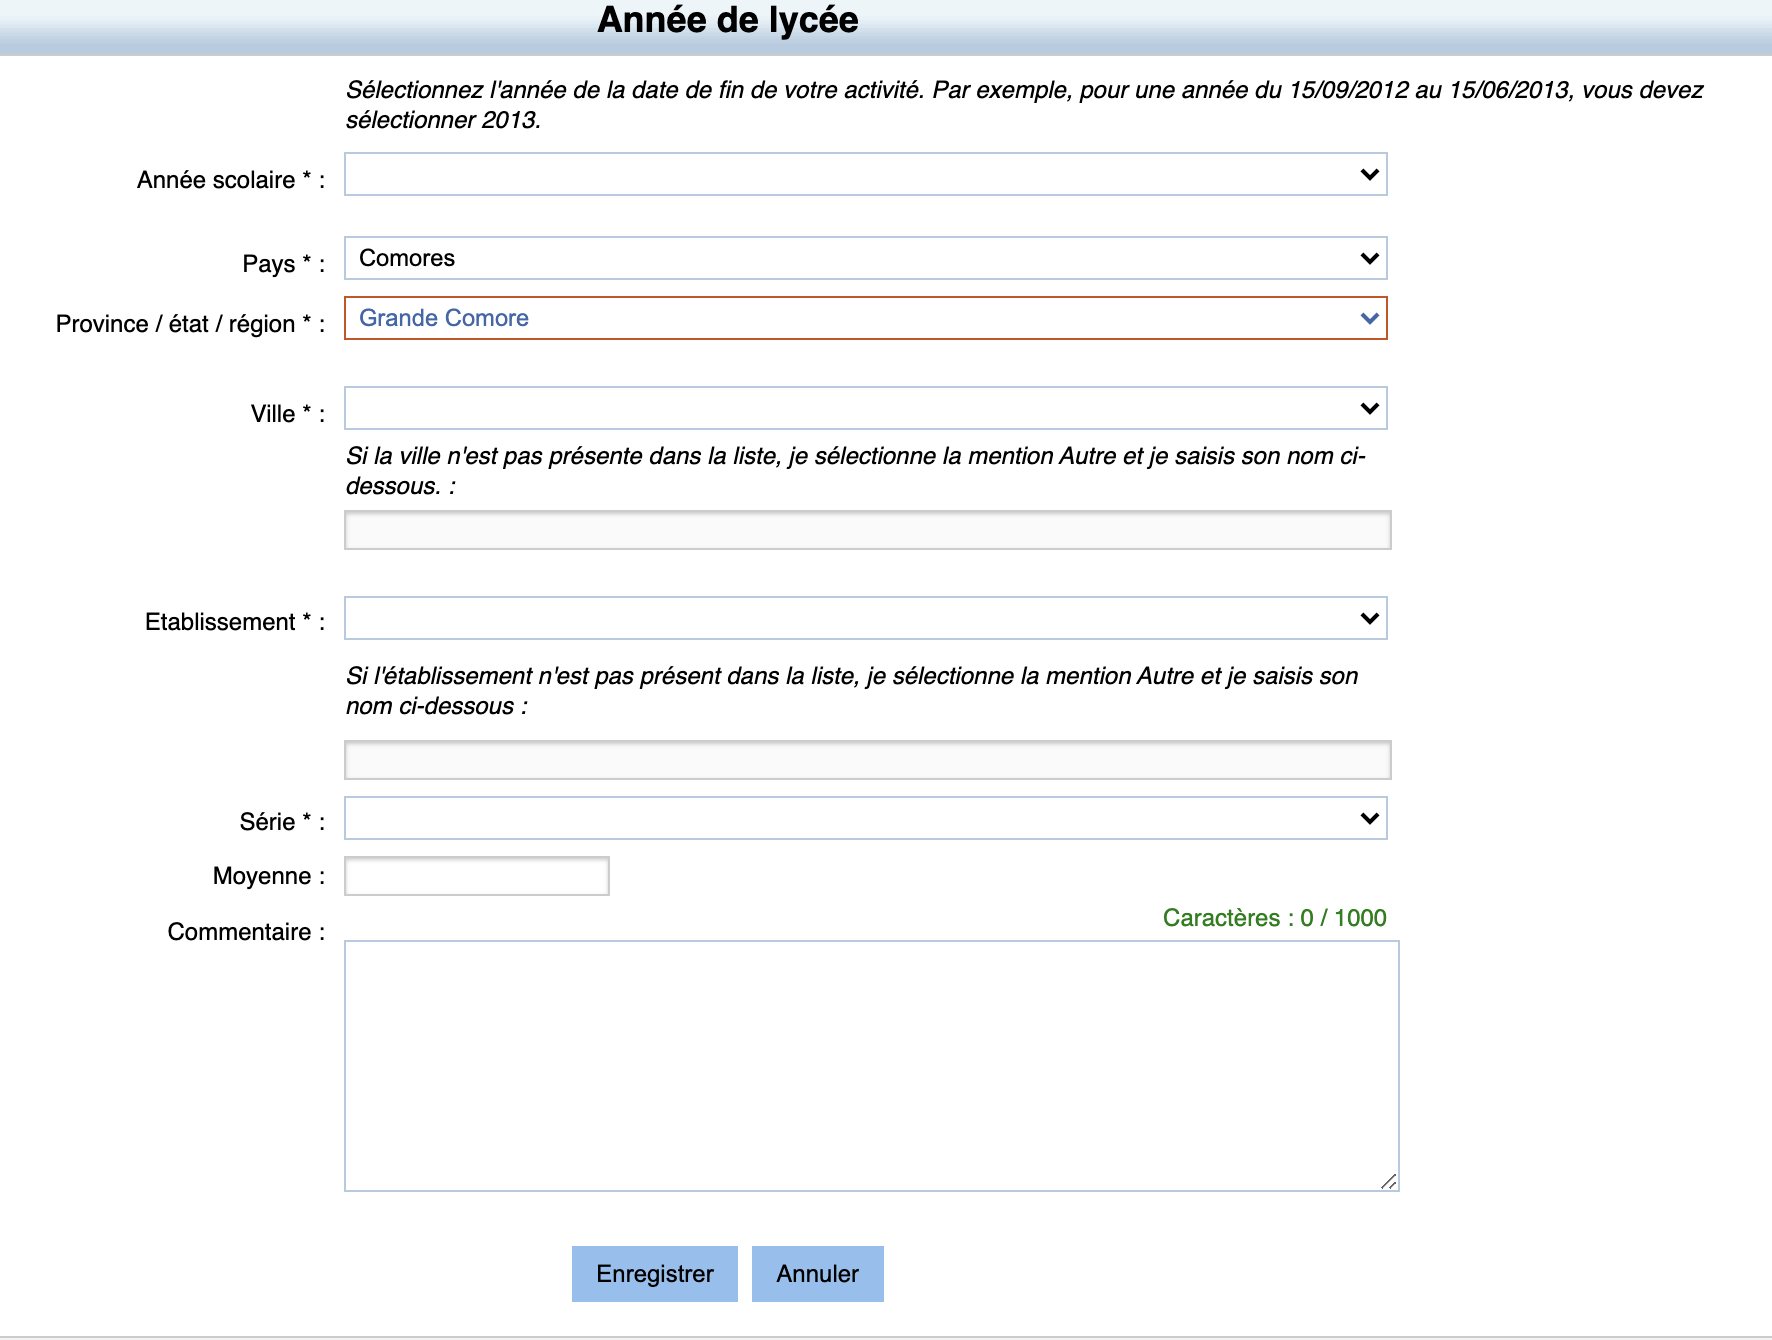 Année de lycée
Sélectionnez l'année de la date de fin de votre activité. Par exemple, pour une année du 15/09/2012 au 15/06/2013, vous devez
sélectionner 2013.
Année scolaire * :
Pays * : Comores
Province / état / région * : Grande Comore
Ville * :
Si la ville n'est pas présente dans la liste, je sélectionne la mention Autre et je saisis son nom ci-
dessous. :
Etablissement * :
Si l'établissement n'est pas présent dans la liste, je sélectionne la mention Autre et je saisis son
nom ci-dessous :
Série * :
Moyenne :
Caractères : 0 / 1000
Commentaire :
Enregistrer Annuler